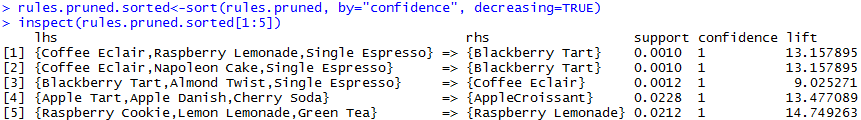 > rules.pruned.sorted<-sort(rules.pruned, by="confidence", decreasing=TRUE)
> inspect(rules.pruned.sorted[1:5])
lhs rhs support confidence lift
[1] {Coffee Eclair,Raspberry Lemonade,Single Espresso} => {Blackberry Tart} 0.0010 1 13.157895
[2] {Coffee Eclair,Napoleon Cake,Single Espresso} => {Blackberry Tart} 0.0010 1 13.157895
[3] {Blackberry Tart,Almond Twist,Single Espresso} => {Coffee Eclair} 0.0012 1 9.025271
[4] {Apple Tart,Apple Danish,Cherry Soda} => {AppleCroissant} 0.0228 1 13.477089
[5] {Raspberry Cookie,Lemon Lemonade,Green Tea} => {Raspberry Lemonade} 0.0212 1 14.749263